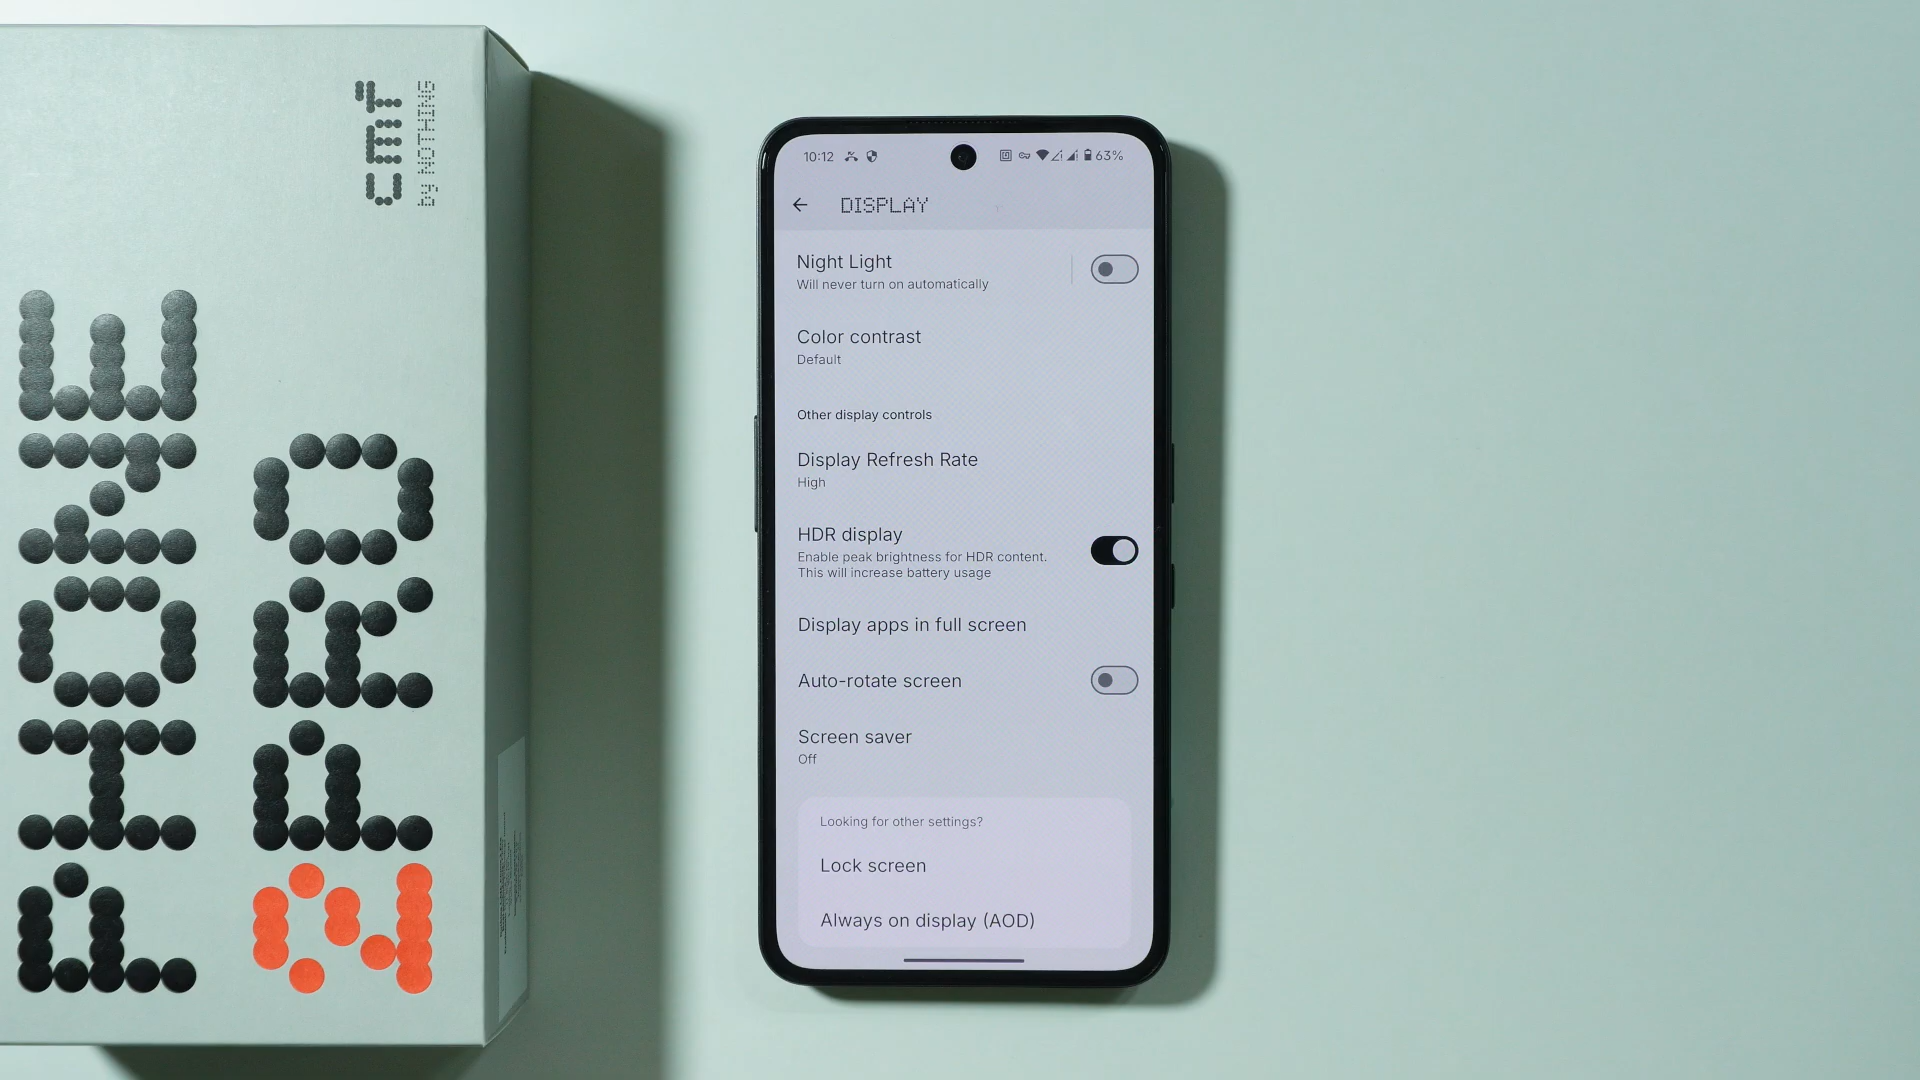 cmf
by NOTHING
PHONE
2 PRO
10:12
63%
DISPLAY
Night Light
Will never turn on automatically
Color contrast
Default
Other display controls
Display Refresh Rate
High
HDR display
Enable peak brightness for HDR content.
This will increase battery usage
Display apps in full screen
Auto-rotate screen
Screen saver
Off
Looking for other settings?
Lock screen
Always on display (AOD)